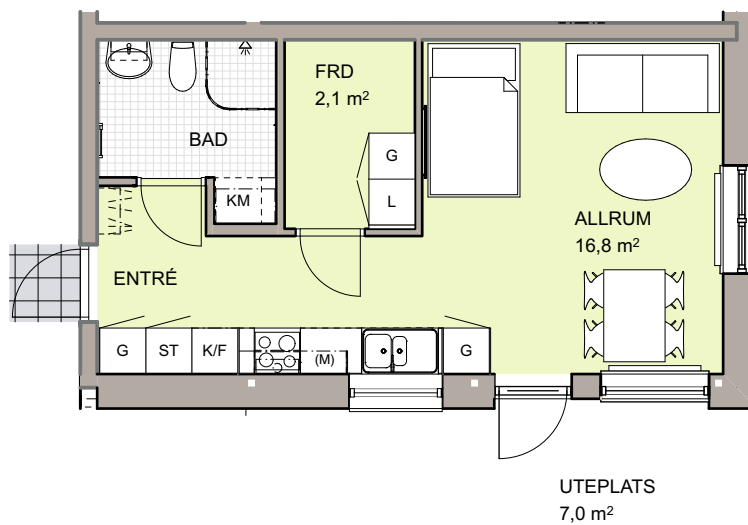 FRD
2,1 m²
BAD
G
KM
L
ALLRUM
16,8 m²
ENTRÉ
G
ST
K/F
(M)
G
UTEPLATS
7,0 m²